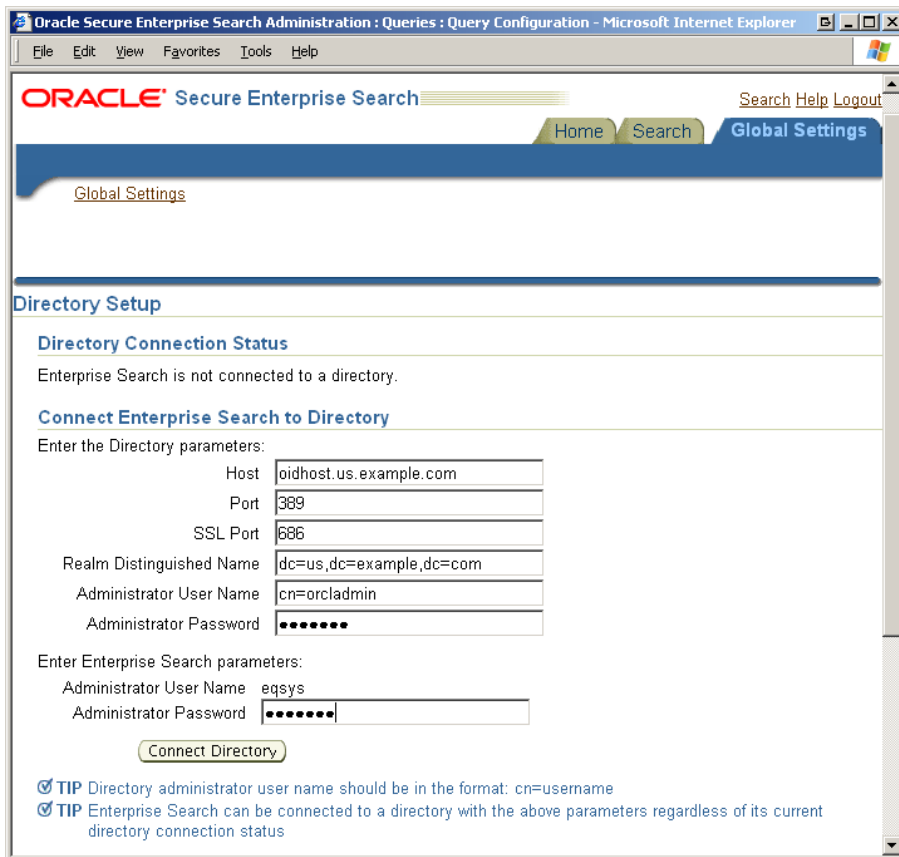 Oracle Secure Enterprise Search Administration : Queries : Query Configuration - Microsoft Internet Explorer
File Edit View Favorites Tools Help
ORACLE Secure Enterprise Search
Search Help Logout
Home Search Global Settings
Global Settings
Directory Setup
Directory Connection Status
Enterprise Search is not connected to a directory.
Connect Enterprise Search to Directory
Enter the Directory parameters:
Host oidhost.us.example.com
Port 389
SSL Port 686
Realm Distinguished Name dc=us,dc=example,dc=com
Administrator User Name cn=orcladmin
Administrator Password •••••••
Enter Enterprise Search parameters:
Administrator User Name eqsys
Administrator Password •••••••
Connect Directory
TIP Directory administrator user name should be in the format: cn=username
TIP Enterprise Search can be connected to a directory with the above parameters regardless of its current
directory connection status